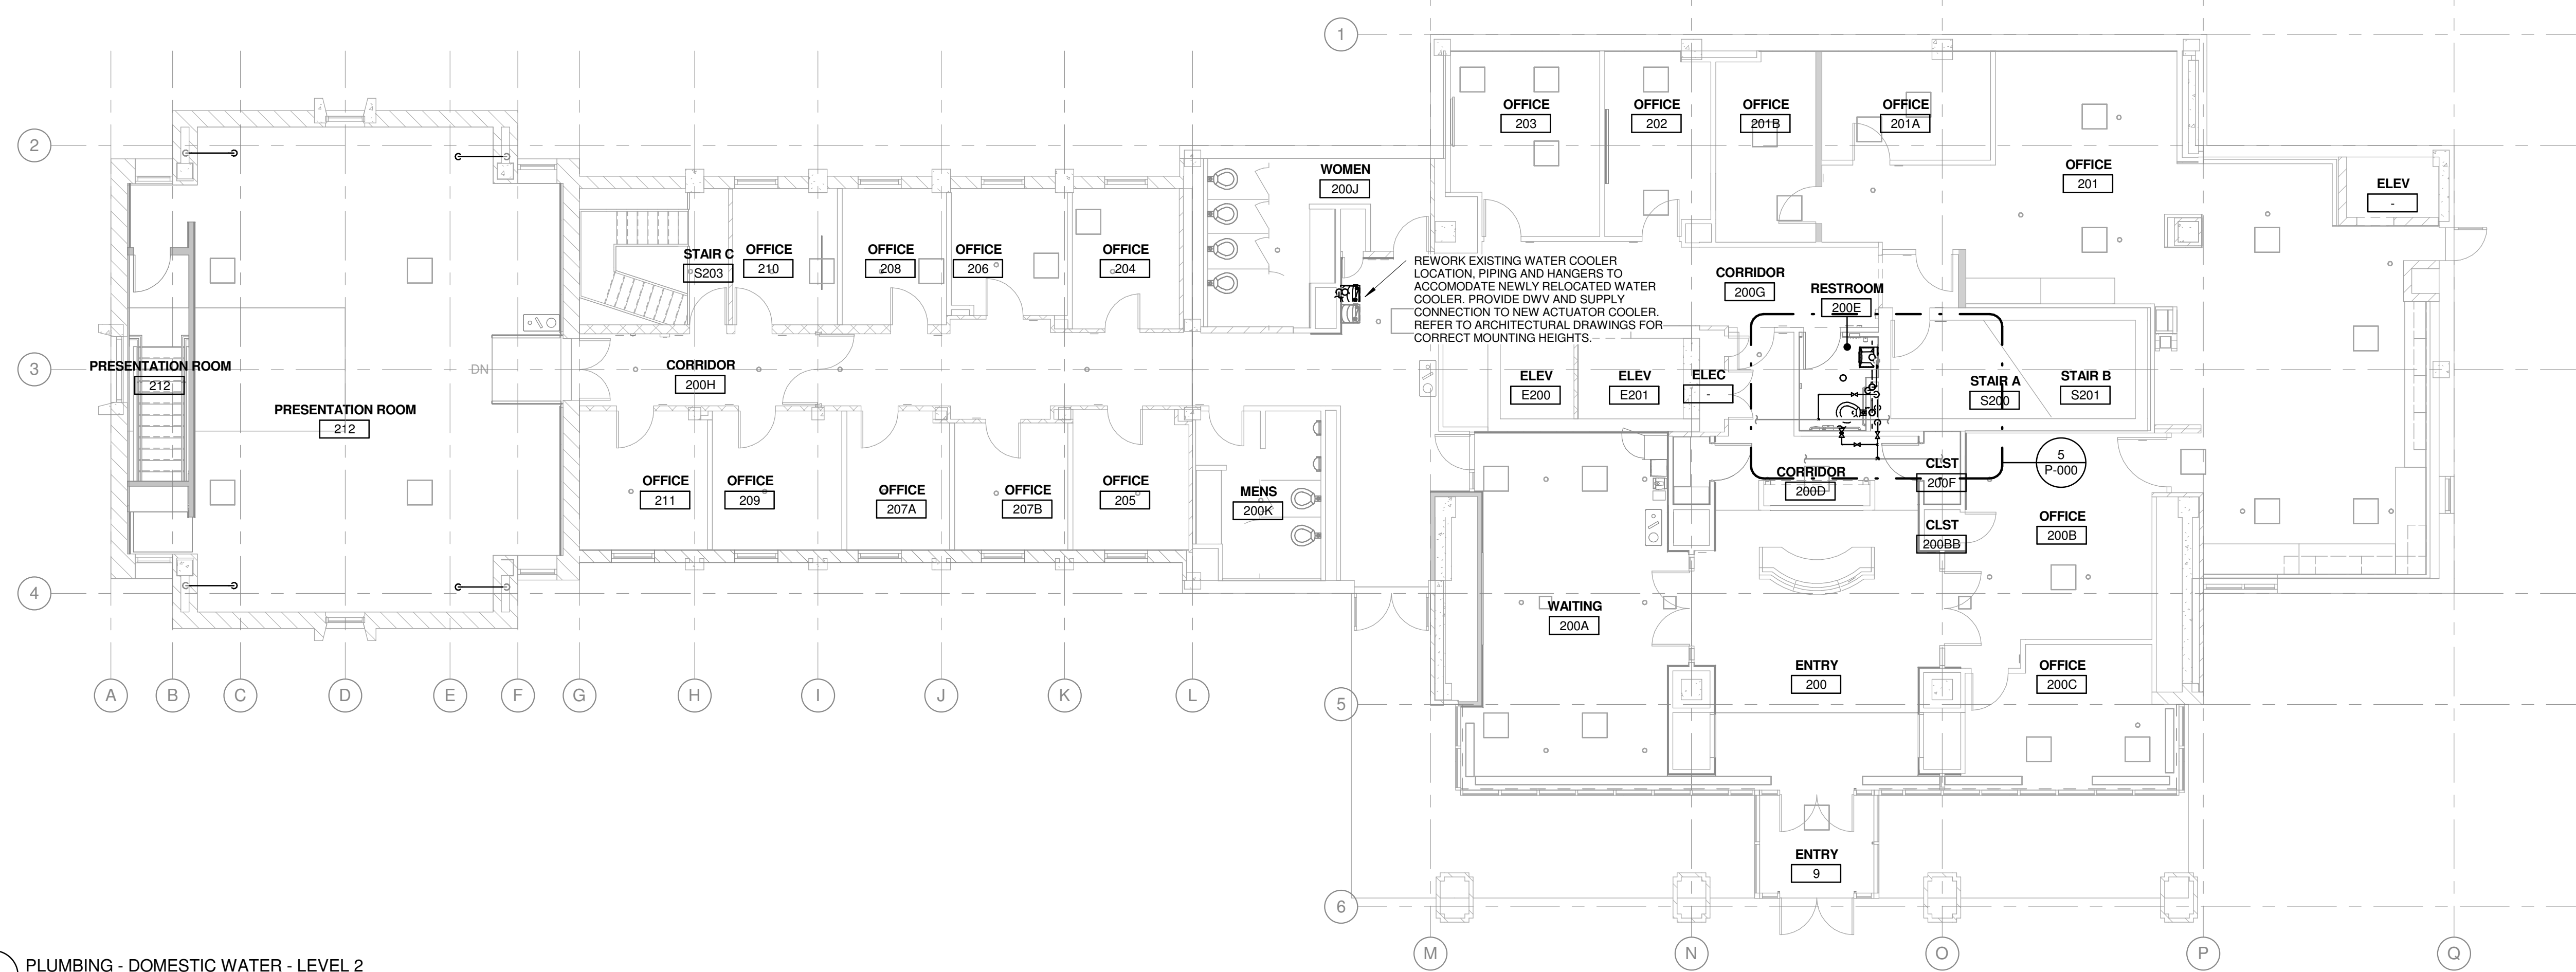 1
OFFICE
203
OFFICE
202
OFFICE
201B
OFFICE
201A
2
OFFICE
201
WOMEN
200J
ELEV
-
STAIR C
S203
OFFICE
210
OFFICE
208
OFFICE
206
OFFICE
204
REWORK EXISTING WATER COOLER
LOCATION, PIPING AND HANGERS TO
ACCOMODATE NEWLY RELOCATED WATER
COOLER. PROVIDE DWV AND SUPPLY
CONNECTION TO NEW ACTUATOR COOLER.
REFER TO ARCHITECTURAL DRAWINGS FOR
CORRECT MOUNTING HEIGHTS.
CORRIDOR
200G
RESTROOM
200E
3
PRESENTATION ROOM
212
DN
CORRIDOR
200H
ELEV
E200
ELEV
E201
ELEC
-
STAIR A
S200
STAIR B
S201
PRESENTATION ROOM
212
5
P-000
OFFICE
211
OFFICE
209
OFFICE
207A
OFFICE
207B
OFFICE
205
MENS
200K
CORRIDOR
200D
CLST
200F
CLST
200BB
OFFICE
200B
4
WAITING
200A
ENTRY
200
OFFICE
200C
A
B
C
D
E
F
G
H
I
J
K
L
5
ENTRY
9
6
M
N
O
P
Q
PLUMBING - DOMESTIC WATER - LEVEL 2